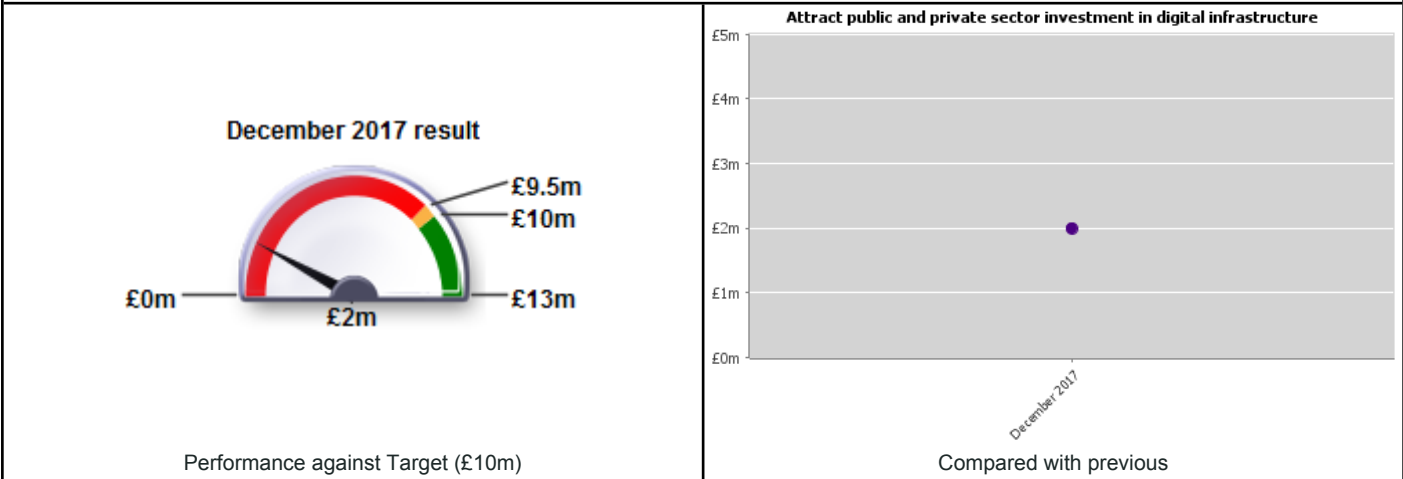 December 2017 result
£9.5m
£10m
£0m
£13m
£2m
Performance against Target (£10m)
Attract public and private sector investment in digital infrastructure
£5m
£4m
£3m
£2m
£1m
£0m
December 2017
Compared with previous